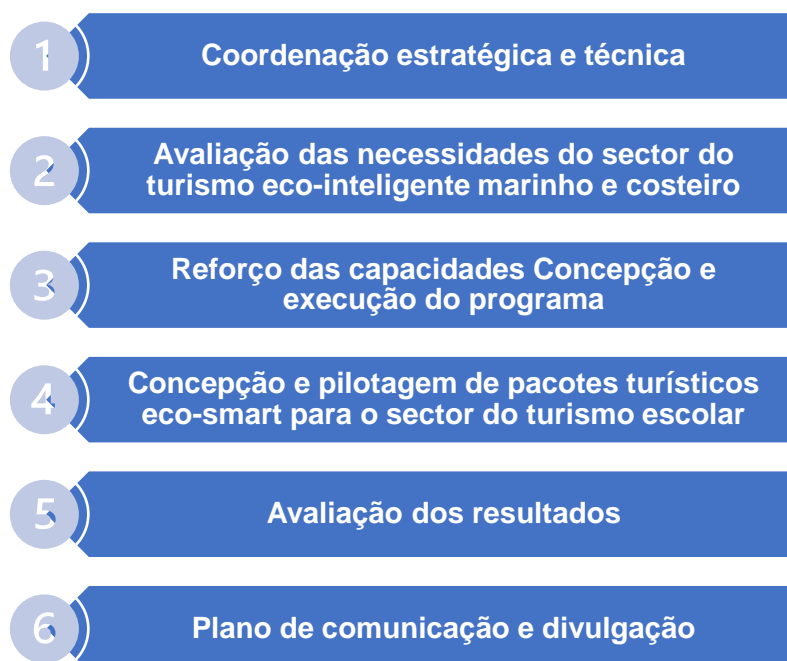 1
Coordenação estratégica e técnica
2
Avaliação das necessidades do sector do
turismo eco-inteligente marinho e costeiro
3
Reforço das capacidades Concepção e
execução do programa
4
Concepção e pilotagem de pacotes turísticos
eco-smart para o sector do turismo escolar
5
Avaliação dos resultados
6
Plano de comunicação e divulgação